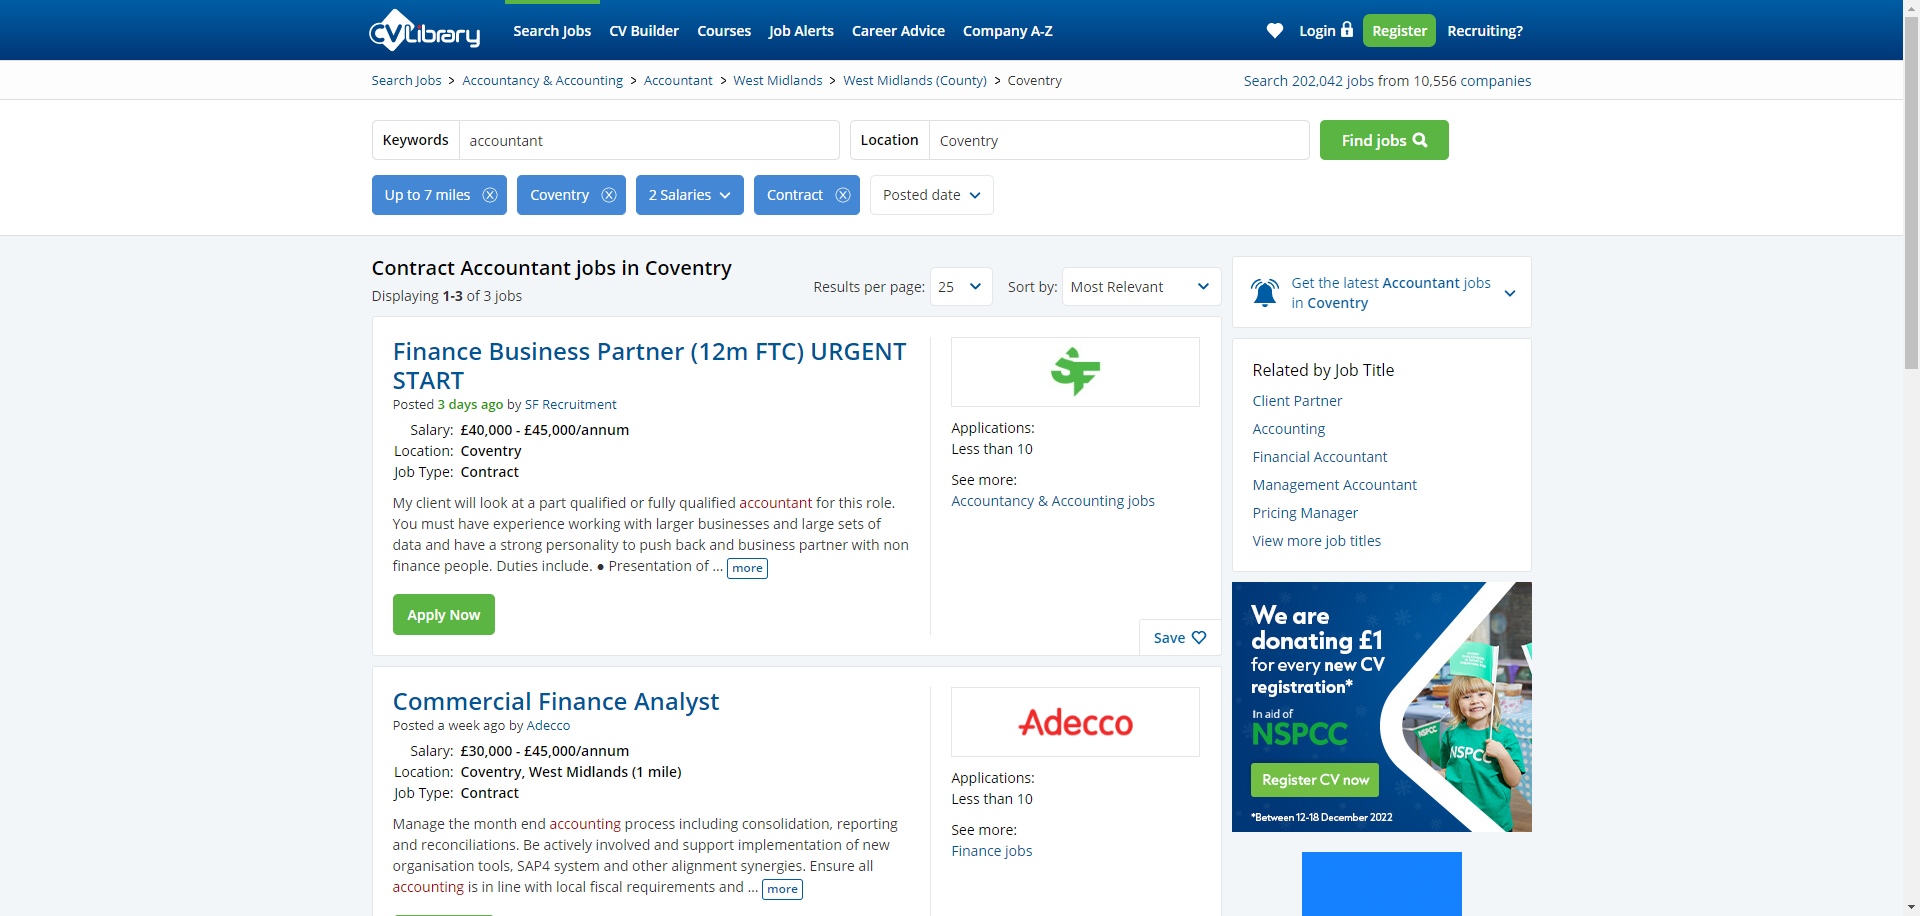 CV Library
Search Jobs CV Builder Courses Job Alerts Career Advice Company A-Z
Login Register Recruiting?
Search Jobs > Accountancy & Accounting > Accountant > West Midlands > West Midlands (County) > Coventry
Search 202,042 jobs from 10,556 companies
Keywords accountant Location Coventry Find jobs
Up to 7 miles Coventry 2 Salaries Contract Posted date
Contract Accountant jobs in Coventry
Displaying 1-3 of 3 jobs
Results per page: 25 Sort by: Most Relevant
Finance Business Partner (12m FTC) URGENT
START
Posted 3 days ago by SF Recruitment
Salary: £40,000 - £45,000/annum
Location: Coventry
Job Type: Contract
My client will look at a part qualified or fully qualified accountant for this role.
You must have experience working with larger businesses and large sets of
data and have a strong personality to push back and business partner with non
finance people. Duties include. ● Presentation of ... more
Apply Now
SF
Applications:
Less than 10
See more:
Accountancy & Accounting jobs
Save
Commercial Finance Analyst
Posted a week ago by Adecco
Salary: £30,000 - £45,000/annum
Location: Coventry, West Midlands (1 mile)
Job Type: Contract
Manage the month end accounting process including consolidation, reporting
and reconciliations. Be actively involved and support implementation of new
organisation tools, SAP4 system and other alignment synergies. Ensure all
accounting is in line with local fiscal requirements and ... more
Adecco
Applications:
Less than 10
See more:
Finance jobs
Get the latest Accountant jobs
in Coventry
Related by Job Title
Client Partner
Accounting
Financial Accountant
Management Accountant
Pricing Manager
View more job titles
We are
donating £1
for every new CV
registration*
In aid of
NSPCC
Register CV now
*Between 12-18 December 2022
NSPCC
NSPCC